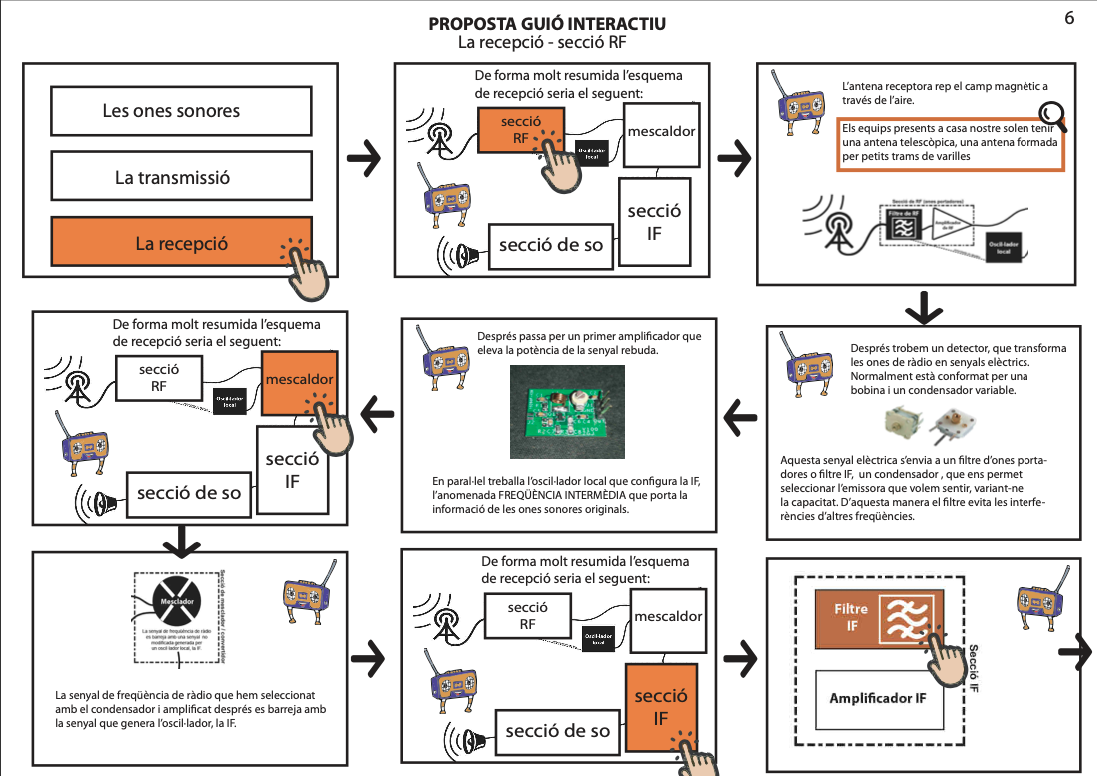 PROPOSTA GUIÓ INTERACTIU
La recepció - secció RF
6
Les ones sonores
La transmissió
La recepció
De forma molt resumida l'esquema
de recepció seria el seguent:
secció
RF
Oscil·lador
local
mescaldor
secció
IF
secció de so
L'antena receptora rep el camp magnètic a
través de l'aire.
Els equips presents a casa nostre solen tenir
una antena telescòpica, una antena formada
per petits trams de varilles
Secció de RF (ones portadores)
Filtre de RF
Amplificador
de RF
Oscil·lador
local
Després trobem un detector, que transforma
les ones de ràdio en senyals elèctrics.
Normalment està conformat per una
bobina i un condensador variable.
Aquesta senyal elèctrica s'envia a un filtre d'ones porta-
dores o filtre IF, un condensador , que ens permet
seleccionar l'emissora que volem sentir, variant-ne
la capacitat. D'aquesta manera el filtre evita les interfe-
rències d'altres freqüències.
Després passa per un primer amplificador que
eleva la potència de la senyal rebuda.
En paral·lel treballa l'oscil·lador local que configura la IF,
l'anomenada FREQÜÈNCIA INTERMÈDIA que porta la
informació de les ones sonores originals.
De forma molt resumida l'esquema
de recepció seria el seguent:
secció
RF
Oscil·lador
local
mescaldor
secció
IF
secció de so
Mesclador
La senyal de freqüència de ràdio
es barreja amb una senyal no
modificada generada per
un oscil·lador local, la IF.
Secció de mesclador / convertidor
La senyal de freqüència de ràdio que hem seleccionat
amb el condensador i amplificat després es barreja amb
la senyal que genera l'oscil·lador, la IF.
De forma molt resumida l'esquema
de recepció seria el seguent:
secció
RF
Oscil·lador
local
mescaldor
secció
IF
secció de so
Filtre
IF
Amplificador IF
Secció IF